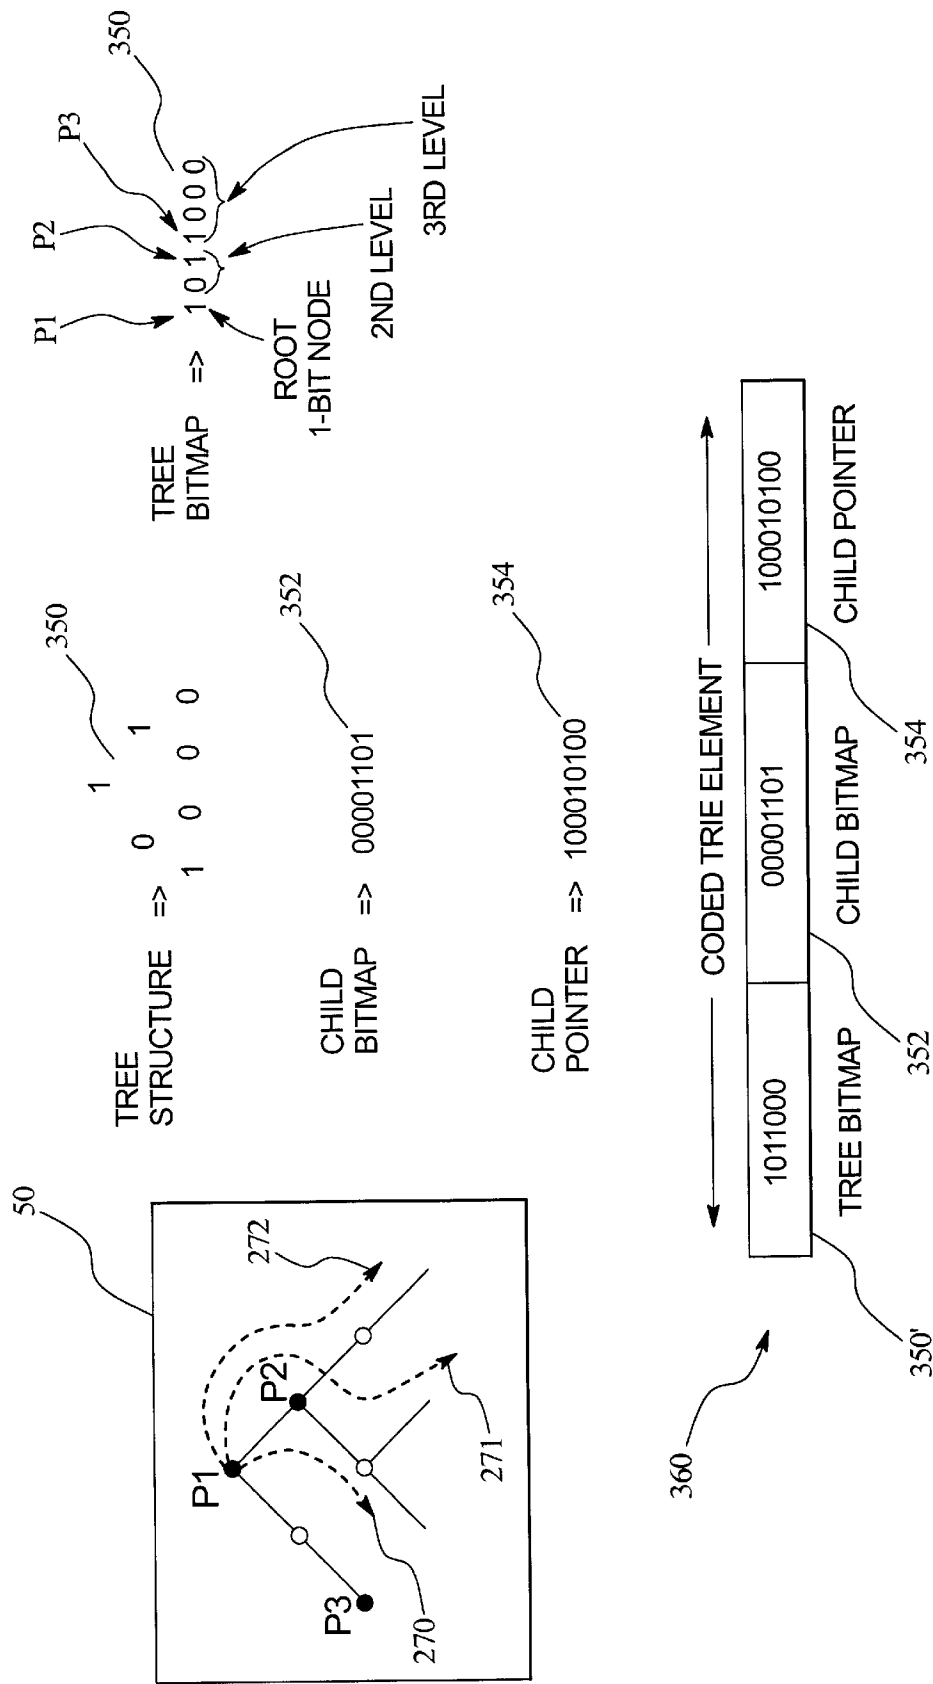 50
P1
P2
P3
270
271
272
TREE
STRUCTURE => 
1
0 1
1 0 0 0
350
CHILD
BITMAP => 00001101
352
CHILD
POINTER => 100010100
354
TREE
BITMAP => 1 0 1 1 0 0 0
P1
P2
P3
350
ROOT
1-BIT NODE
2ND LEVEL
3RD LEVEL
360
CODED TRIE ELEMENT
1011000 00001101 100010100
TREE BITMAP CHILD BITMAP CHILD POINTER
350' 352 354